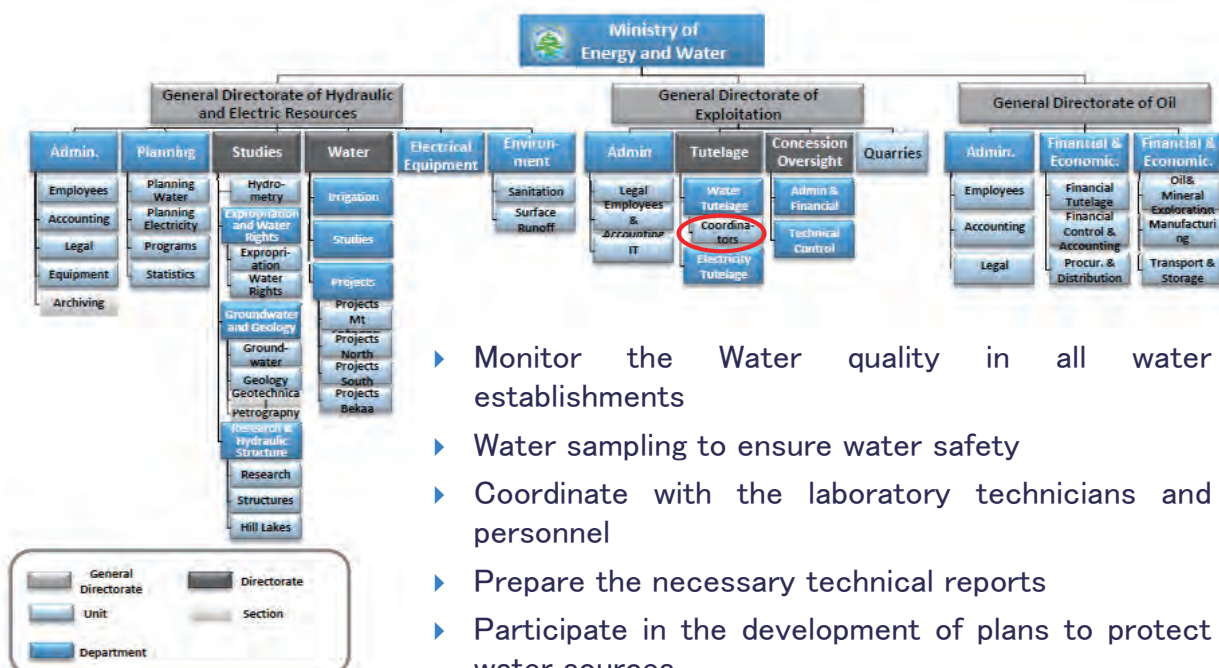 Ministry of
Energy and Water
General Directorate of Hydraulic
and Electric Resources
General Directorate of
Exploitation
General Directorate of Oil
Admin.
Planning
Studies
Water
Electrical
Equipment
Environ-
ment
Admin
Tutelage
Concession
Oversight
Quarries
Admin.
Financial &
Economic.
Financial &
Economic.
Employees
Accounting
Legal
Equipment
Archiving
Planning
Water
Planning
Electricity
Programs
Statistics
Hydro-
metry
Expropriation
and Water
Rights
Expropri-
ation
Water
Rights
Groundwater
and Geology
Ground-
water
Geology
Geotechnica
Petrography
Research &
Hydraulic
Structure
Research
Structures
Hill Lakes
Irrigation
Studies
Projects
Projects
Mt
Projects
North
Projects
South
Projects
Bekaa
Sanitation
Surface
Runoff
Legal
Employees
&
Accounting
IT
Water
Tutelage
Coordina-
tors
Electricity
Tutelage
Admin &
Financial
Technical
Control
Employees
Accounting
Legal
Financial
Tutelage
Financial
Control &
Accounting
Procur. &
Distribution
Oil&
Mineral
Exploration
Manufacturi
ng
Transport &
Storage
Monitor the Water quality in all water
establishments
Water sampling to ensure water safety
Coordinate with the laboratory technicians and
personnel
Prepare the necessary technical reports
Participate in the development of plans to protect
water sources
General
Directorate
Directorate
Unit
Section
Department